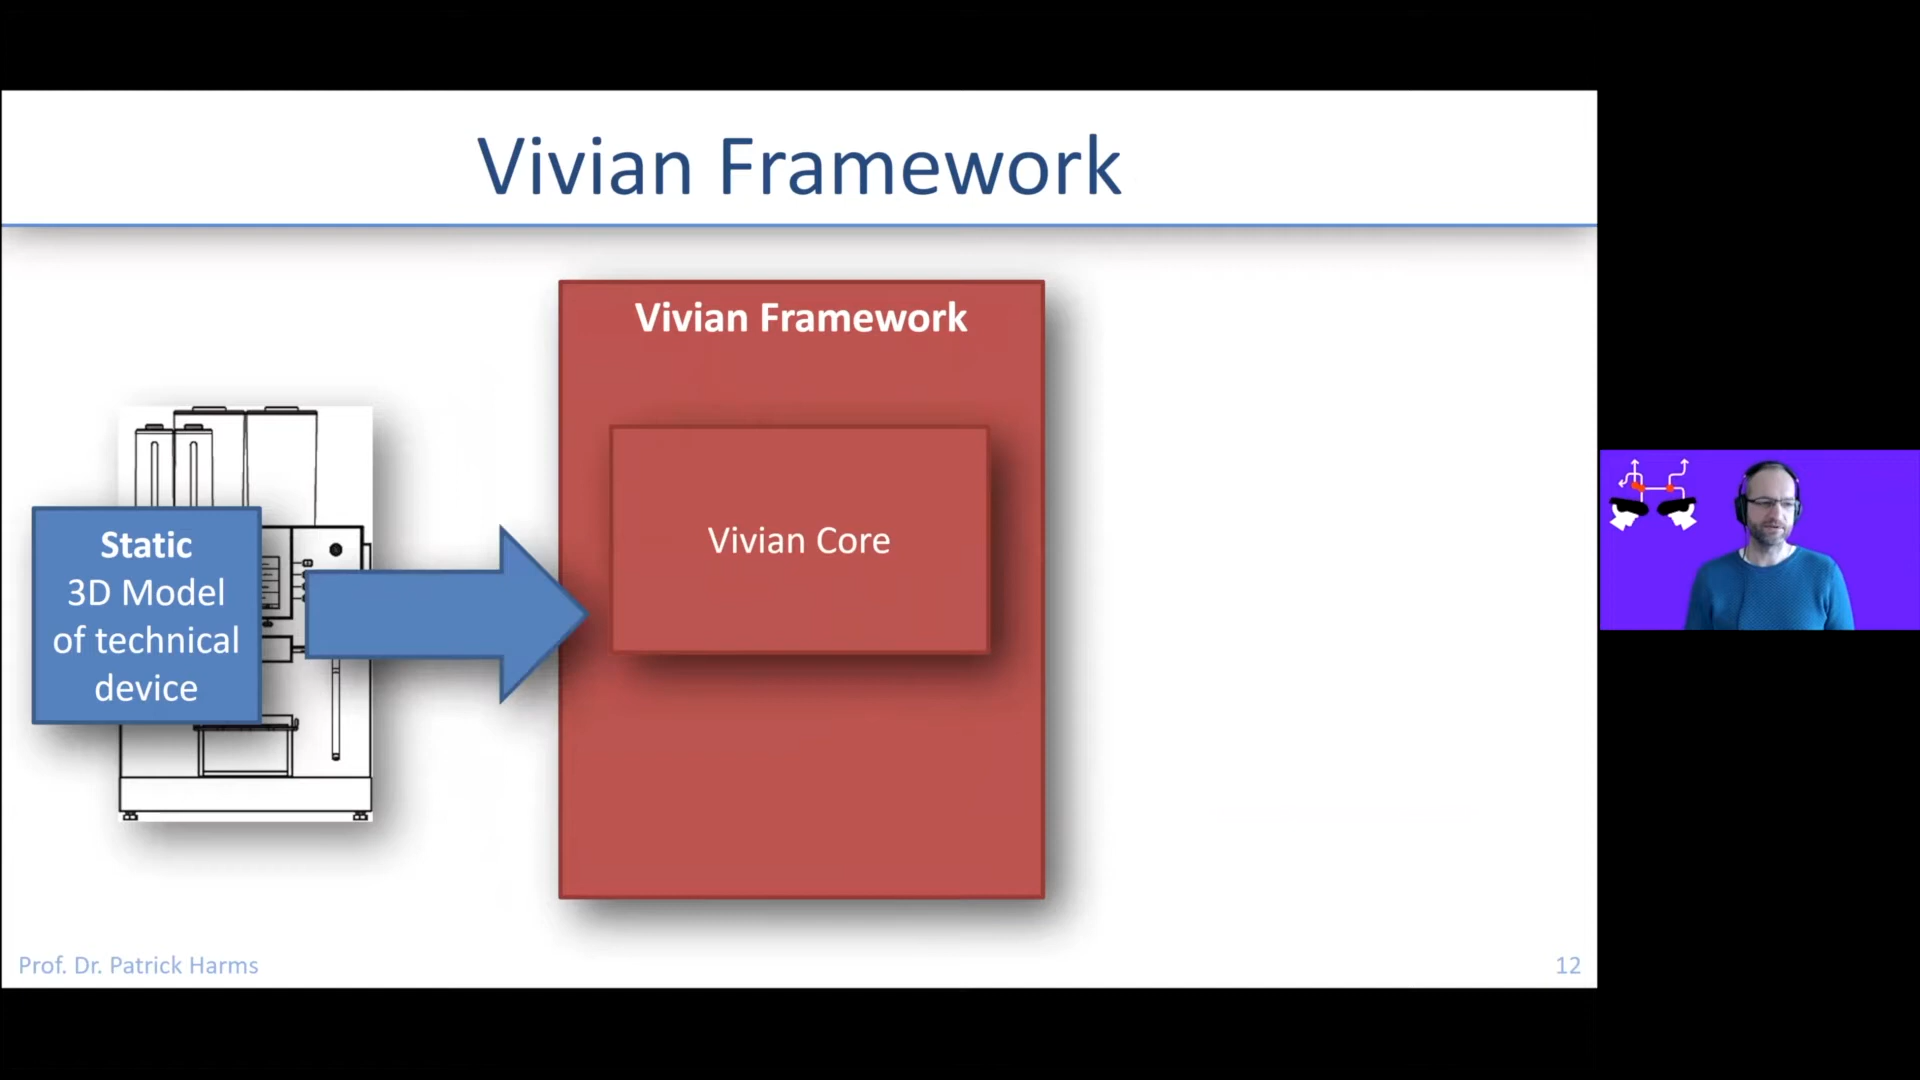 Vivian Framework
Vivian Framework
Vivian Core
Static
3D Model
of technical
device
Prof. Dr. Patrick Harms
12